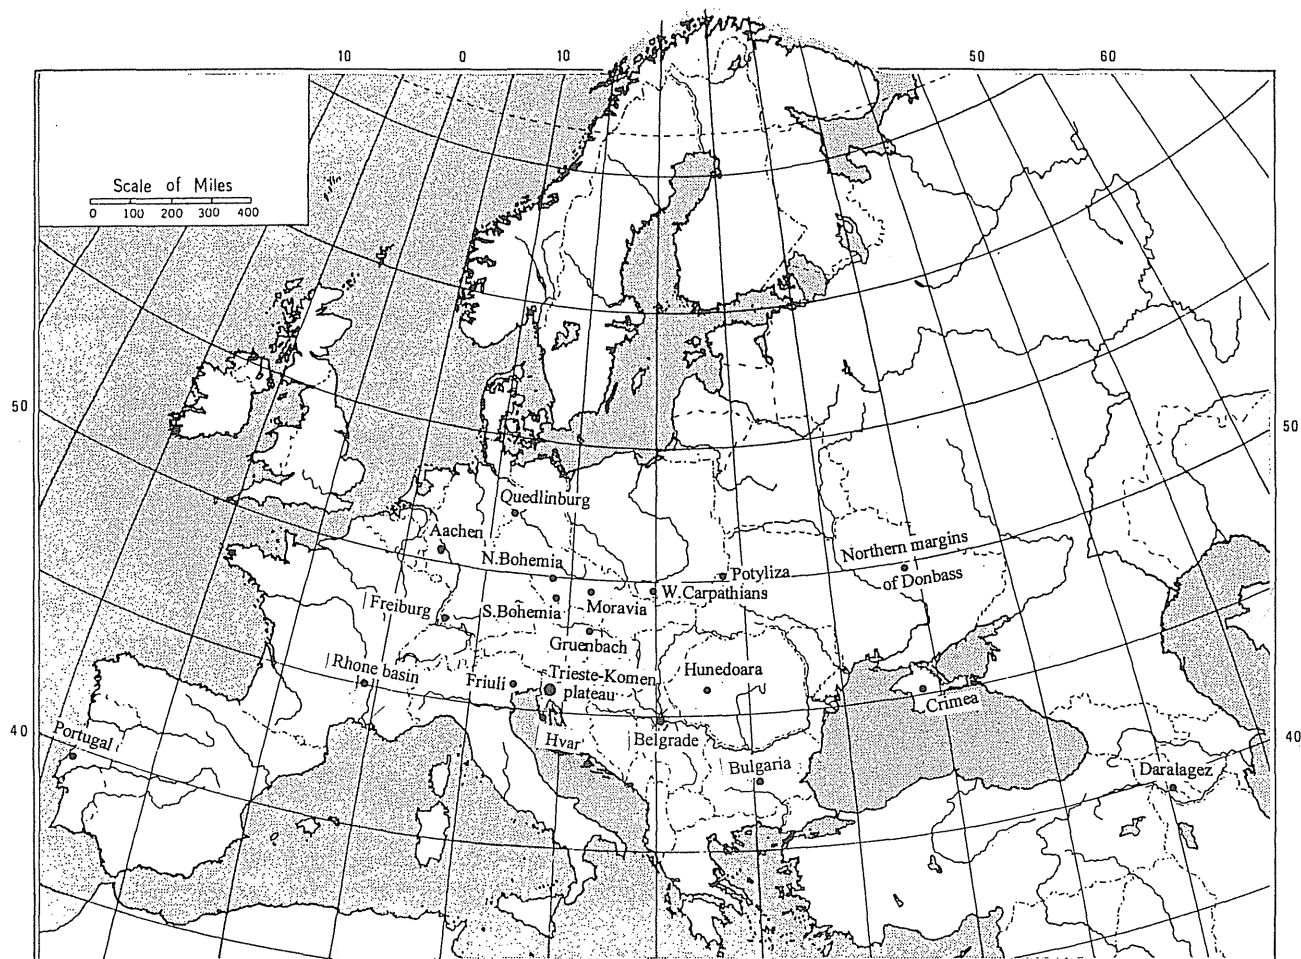 10 0 10 50 60
Scale of Miles
0 100 200 300 400
50
50
Quedlinburg
Aachen
N.Bohemia
Northern margins
of Donbass
Potyliza
W.Carpathians
Freiburg
S.Bohemia
Moravia
Gruenbach
Rhone basin
Friuli
Trieste-Komen
plateau
Hunedoara
Crimea
Portugal
40
40
Hvar
Belgrade
Bulgaria
Daralagez